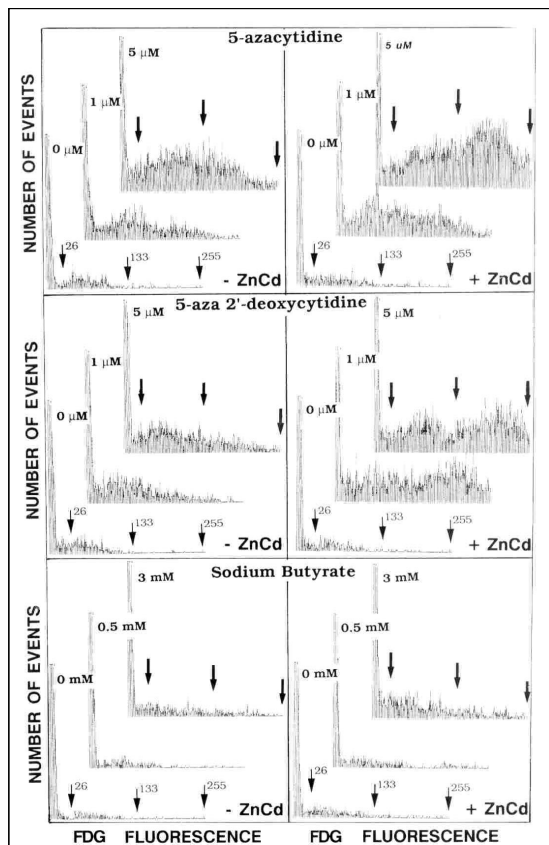 5-azacytidine
NUMBER OF EVENTS
5 µM
1 µM
0 µM
26
133
255
- ZnCd
5 uM
1 µM
0 µM
26
133
255
+ ZnCd
5-aza 2'-deoxycytidine
NUMBER OF EVENTS
5 µM
1 µM
0 µM
26
133
255
- ZnCd
5 µM
1 µM
0 µM
26
133
255
+ ZnCd
Sodium Butyrate
NUMBER OF EVENTS
3 mM
0.5 mM
0 mM
26
133
255
- ZnCd
3 mM
0.5 mM
0 mM
26
133
255
+ ZnCd
FDG FLUORESCENCE FDG FLUORESCENCE